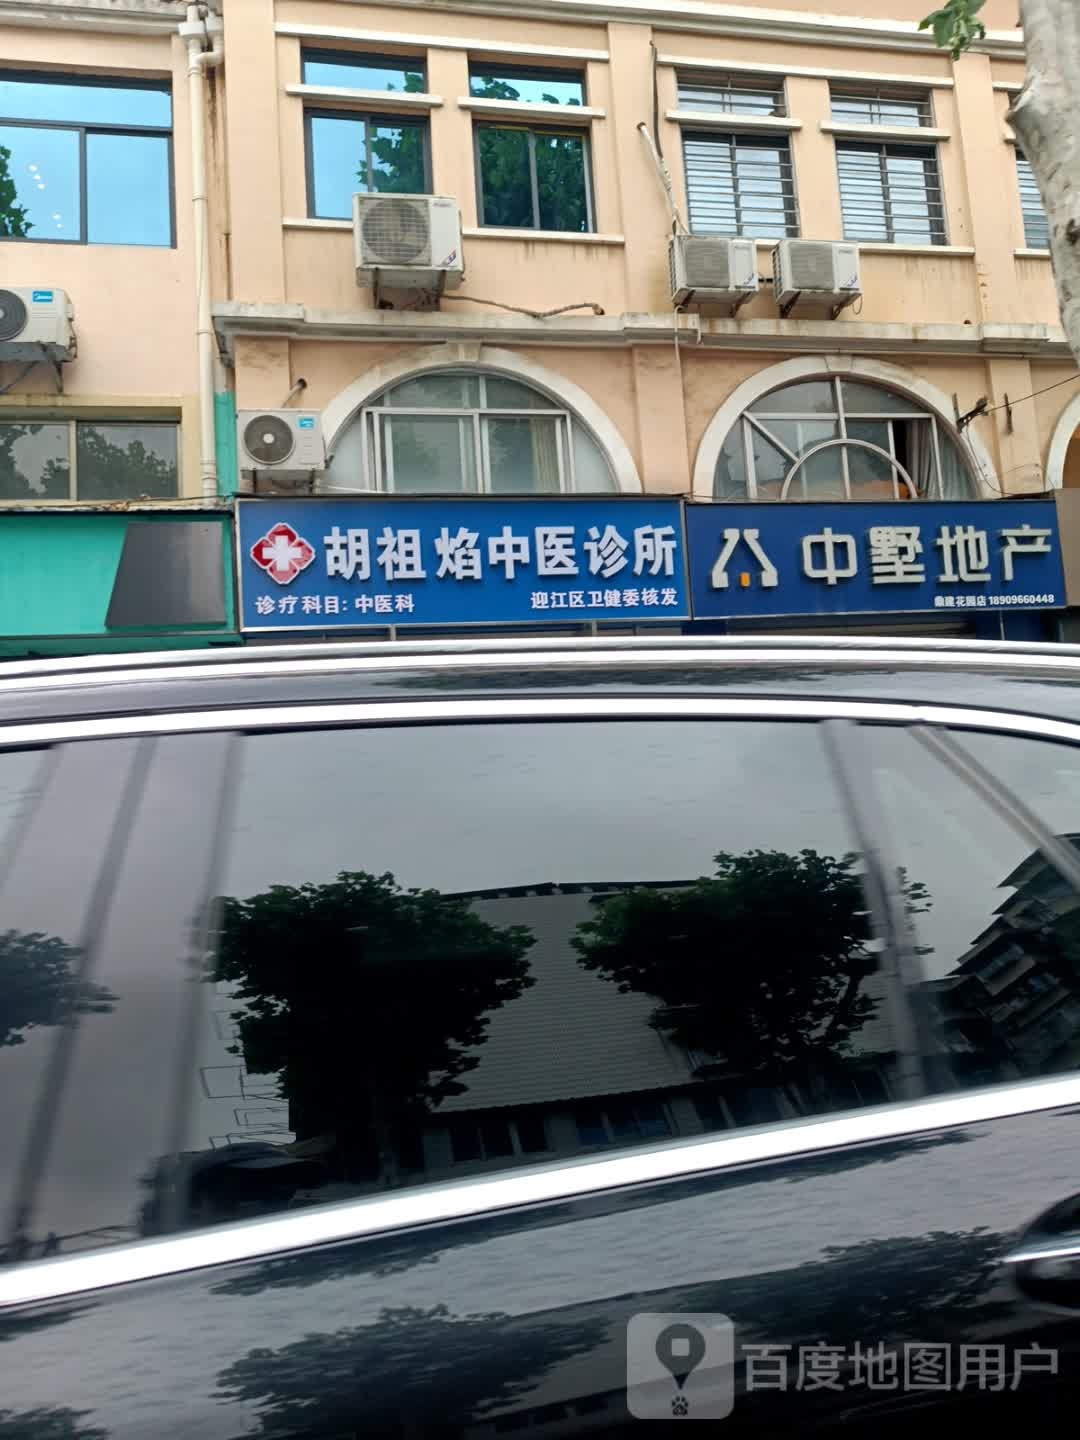 胡祖焰中医诊所
诊疗科目:中医科
迎江区卫健委核发
中墅地产
鼎建花园店 18909660448
百度地图用户